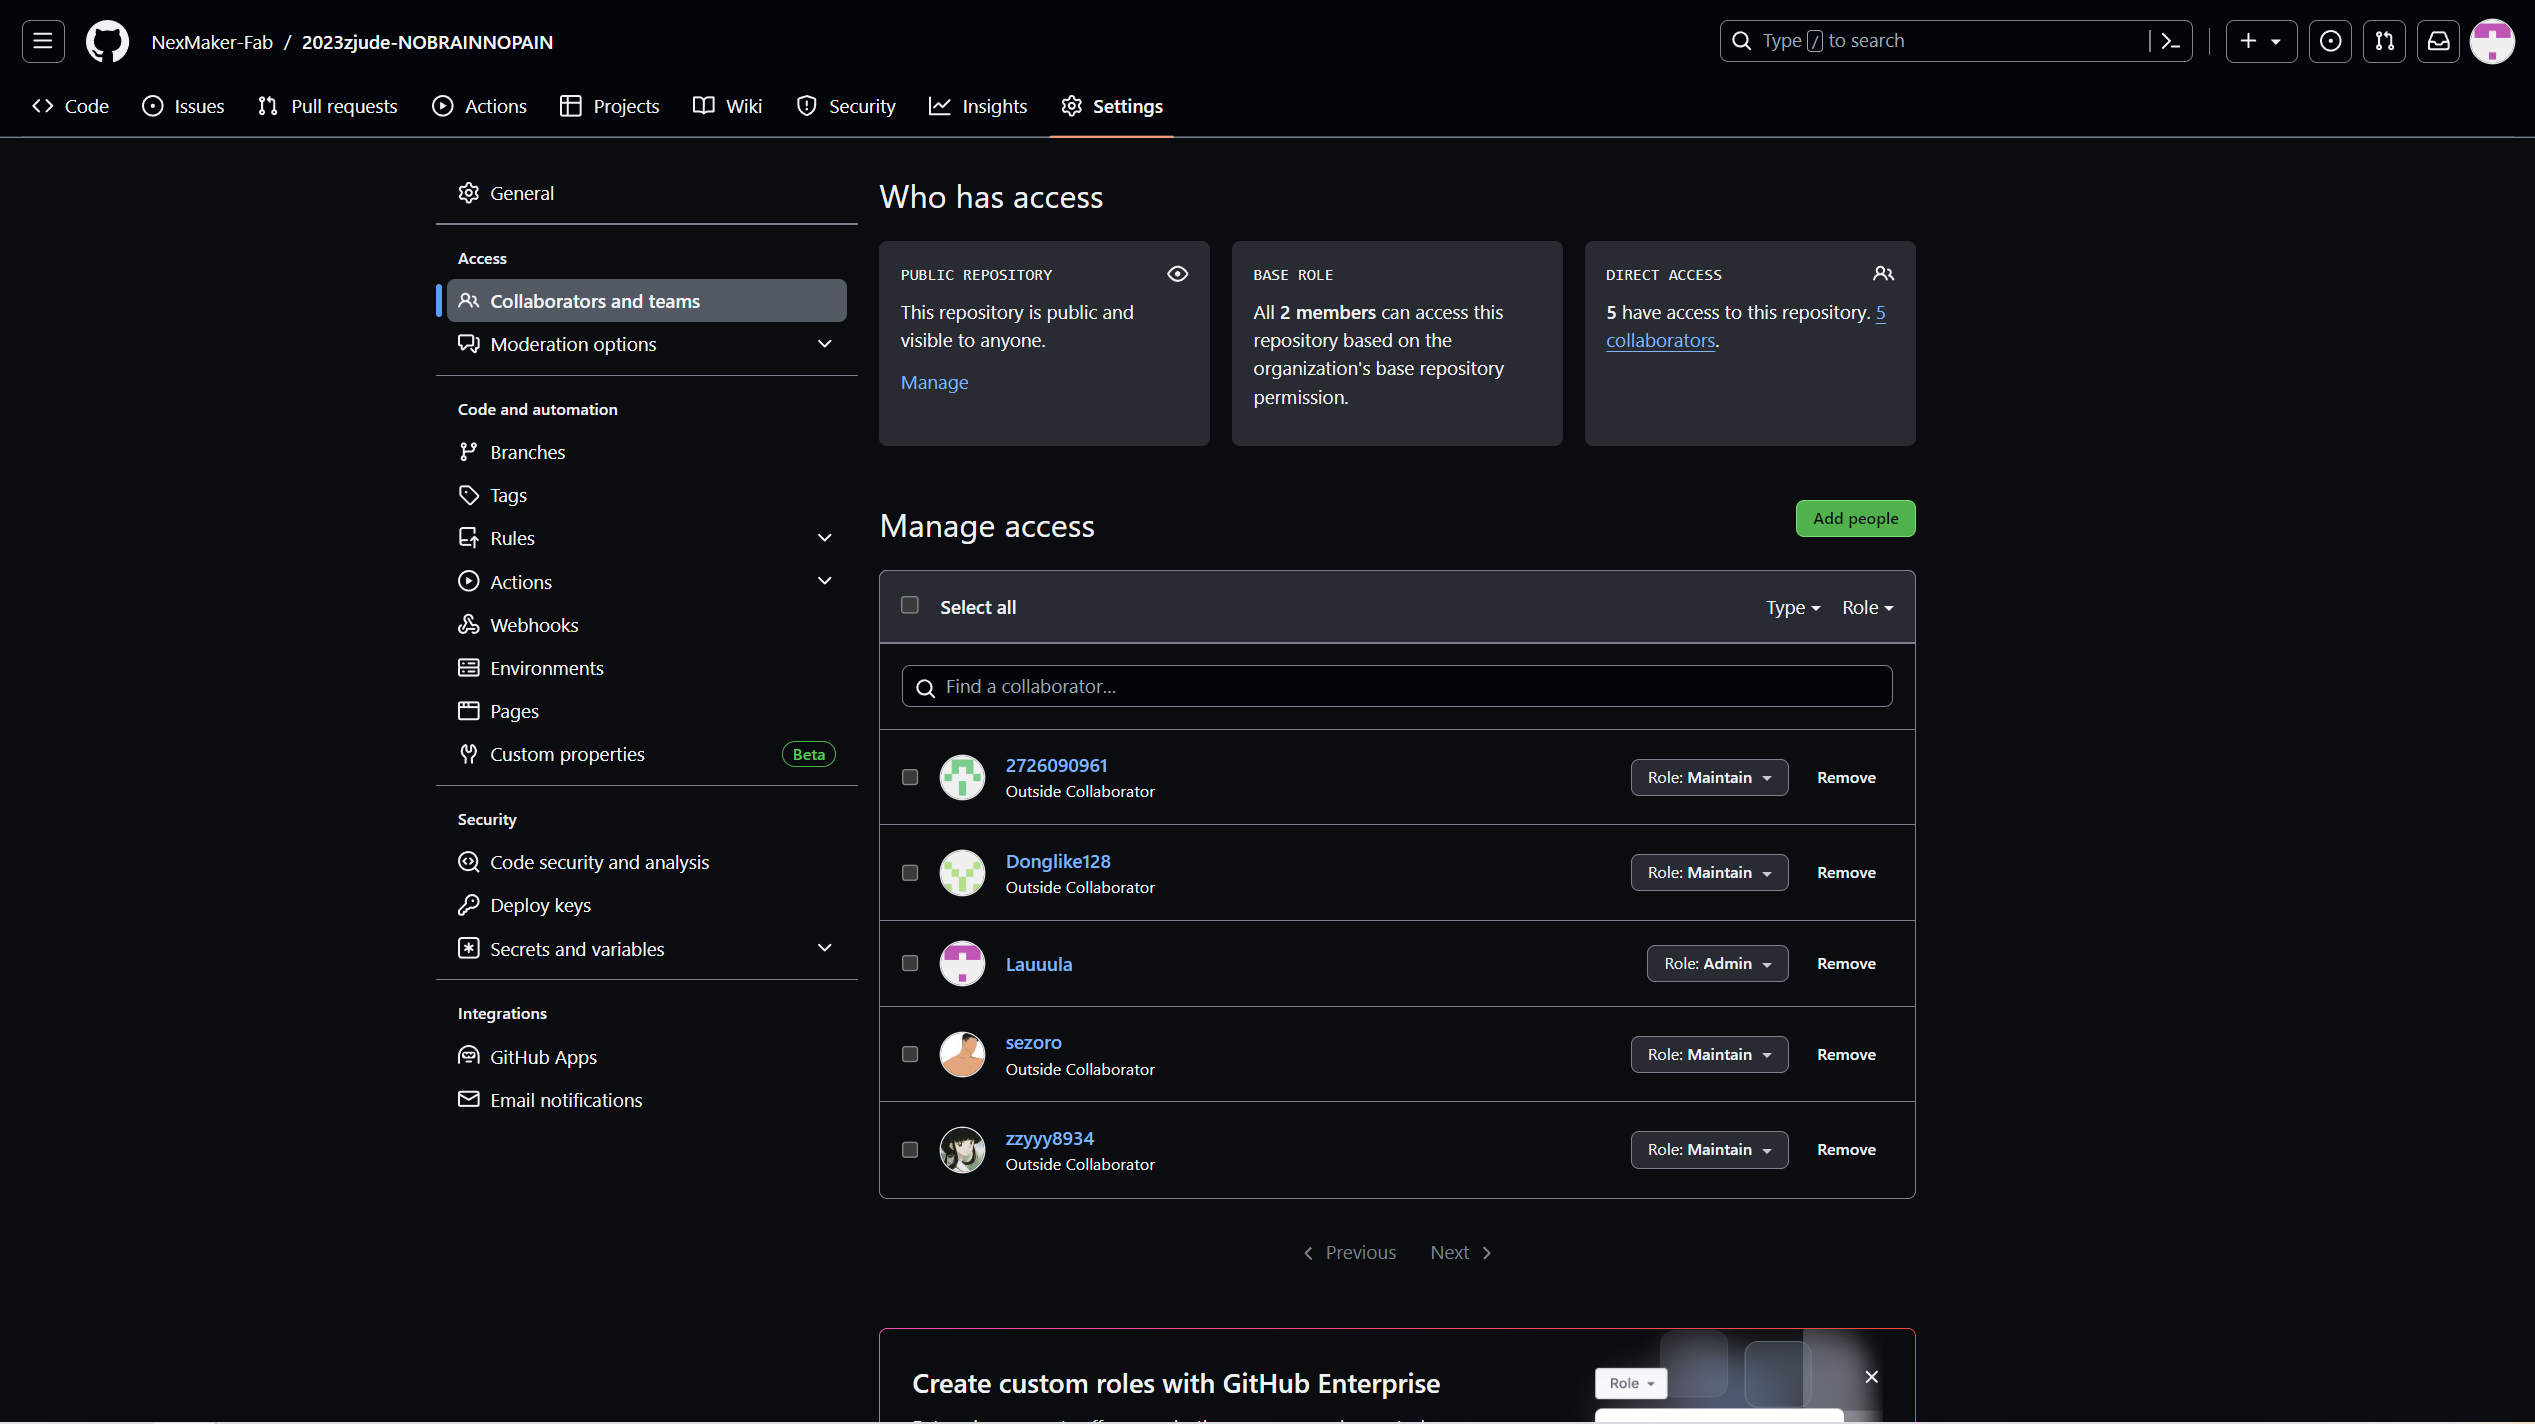 NexMaker-Fab / 2023zjude-NOBRAINNOPAIN
Type / to search
Code Issues Pull requests Actions Projects Wiki Security Insights Settings
General
Access
Collaborators and teams
Moderation options
Code and automation
Branches
Tags
Rules
Actions
Webhooks
Environments
Pages
Custom properties Beta
Security
Code security and analysis
Deploy keys
Secrets and variables
Integrations
GitHub Apps
Email notifications
Who has access
PUBLIC REPOSITORY
This repository is public and
visible to anyone.
Manage
BASE ROLE
All 2 members can access this
repository based on the
organization's base repository
permission.
DIRECT ACCESS
5 have access to this repository. 5
collaborators.
Manage access
Add people
Select all Type Role
Find a collaborator...
2726090961
Outside Collaborator
Role: Maintain Remove
Donglike128
Outside Collaborator
Role: Maintain Remove
Lauuula
Role: Admin Remove
sezoro
Outside Collaborator
Role: Maintain Remove
zzyyy8934
Outside Collaborator
Role: Maintain Remove
Previous Next
Create custom roles with GitHub Enterprise
Role